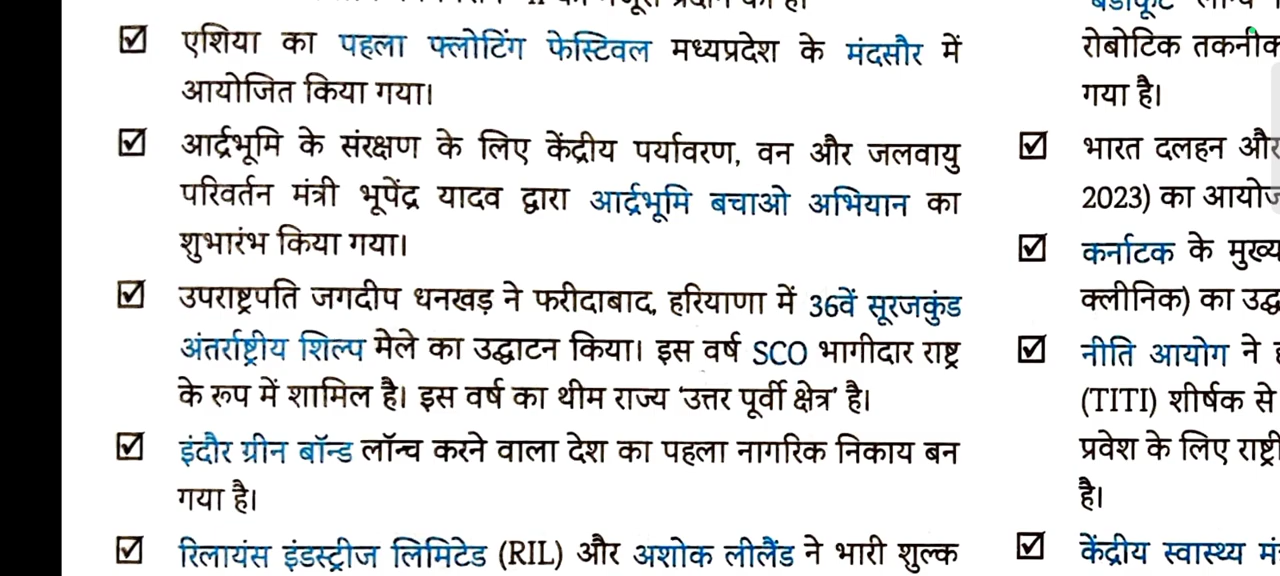 एशिया का पहला फ्लोटिंग फेस्टिवल मध्यप्रदेश के मंदसौर में
आयोजित किया गया।
आर्द्रभूमि के संरक्षण के लिए केंद्रीय पर्यावरण, वन और जलवायु
परिवर्तन मंत्री भूपेंद्र यादव द्वारा आर्द्रभूमि बचाओ अभियान का
शुभारंभ किया गया।
उपराष्ट्रपति जगदीप धनखड़ ने फरीदाबाद, हरियाणा में 36वें सूरजकुंड
अंतर्राष्ट्रीय शिल्प मेले का उद्घाटन किया। इस वर्ष SCO भागीदार राष्ट्र
के रूप में शामिल है। इस वर्ष का थीम राज्य 'उत्तर पूर्वी क्षेत्र' है।
इंदौर ग्रीन बॉन्ड लॉन्च करने वाला देश का पहला नागरिक निकाय बन
गया है।
रिलायंस इंडस्ट्रीज लिमिटेड (RIL) और अशोक लीलैंड ने भारी शुल्क
रोबोटिक तकनीक
गया है।
भारत दलहन और
2023) का आयोज
कर्नाटक के मुख्य
क्लीनिक) का उद्घ
नीति आयोग ने
(TITI) शीर्षक से
प्रवेश के लिए राष्ट्री
है।
केंद्रीय स्वास्थ्य मं